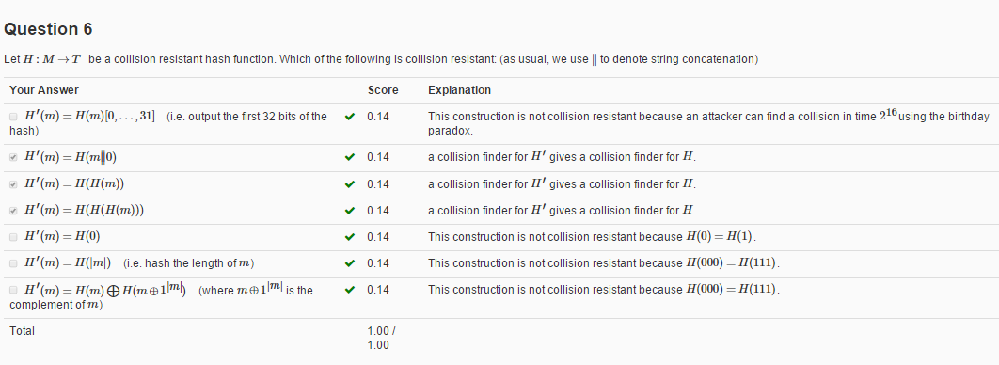 Question 6
Let H : M → T be a collision resistant hash function. Which of the following is collision resistant: (as usual, we use || to denote string concatenation)
Your Answer Score Explanation
H′(m) = H(m)[0, . . . , 31] (i.e. output the first 32 bits of the ✔ 0.14 This construction is not collision resistant because an attacker can find a collision in time 2^16 using the birthday
hash) paradox.
H′(m) = H(m||0) ✔ 0.14 a collision finder for H′ gives a collision finder for H.
H′(m) = H(H(m)) ✔ 0.14 a collision finder for H′ gives a collision finder for H.
H′(m) = H(H(H(m))) ✔ 0.14 a collision finder for H′ gives a collision finder for H.
H′(m) = H(0) ✔ 0.14 This construction is not collision resistant because H(0) = H(1).
H′(m) = H(|m|) (i.e. hash the length of m) ✔ 0.14 This construction is not collision resistant because H(000) = H(111).
H′(m) = H(m) ⨁ H(m ⊕ 1^|m|) (where m ⊕ 1^|m| is the ✔ 0.14 This construction is not collision resistant because H(000) = H(111).
complement of m)
Total 1.00 /
1.00